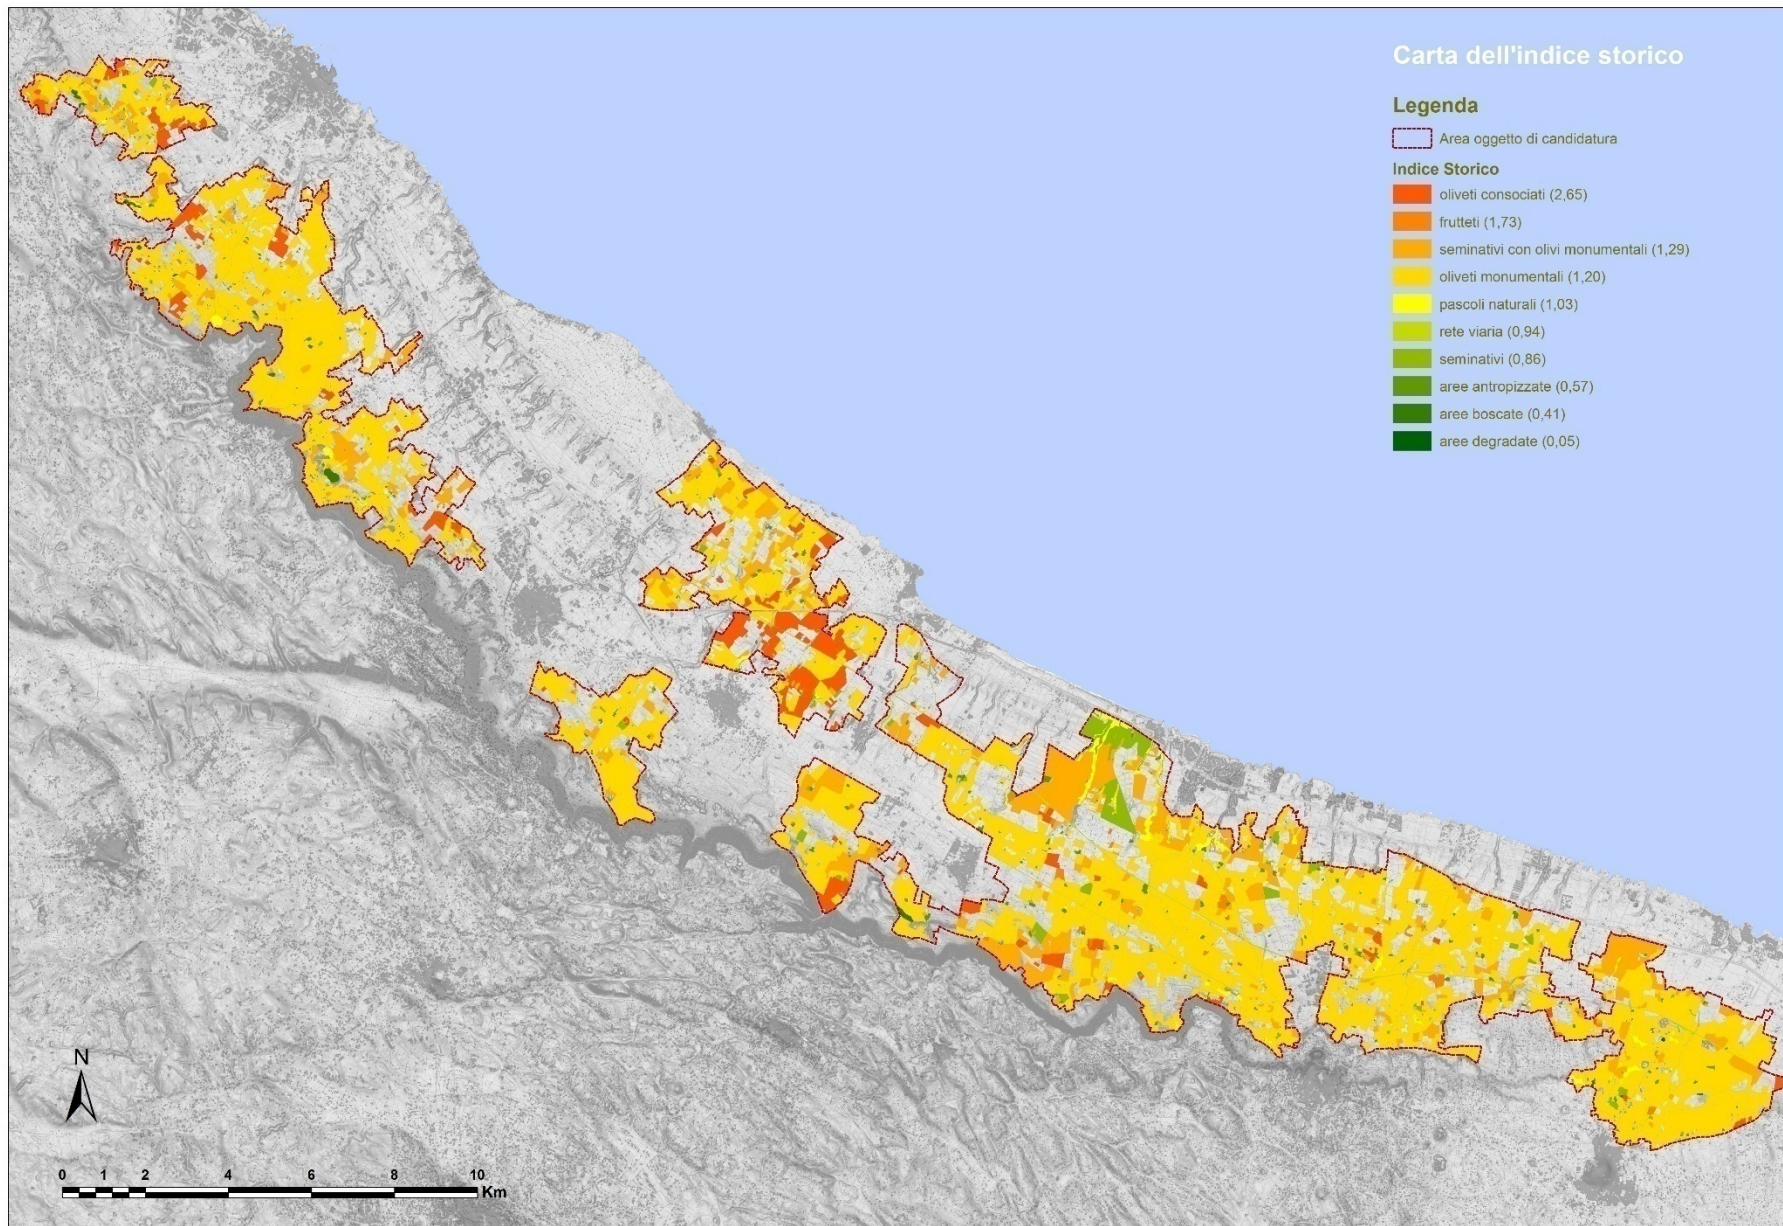 Carta dell'indice storico
Legenda
Area oggetto di candidatura
Indice Storico
oliveti consociati (2,65)
frutteti (1,73)
seminativi con olivi monumentali (1,29)
oliveti monumentali (1,20)
pascoli naturali (1,03)
rete viaria (0,94)
seminativi (0,86)
aree antropizzate (0,57)
aree boscate (0,41)
aree degradate (0,05)
N
0 1 2 4 6 8 10
Km